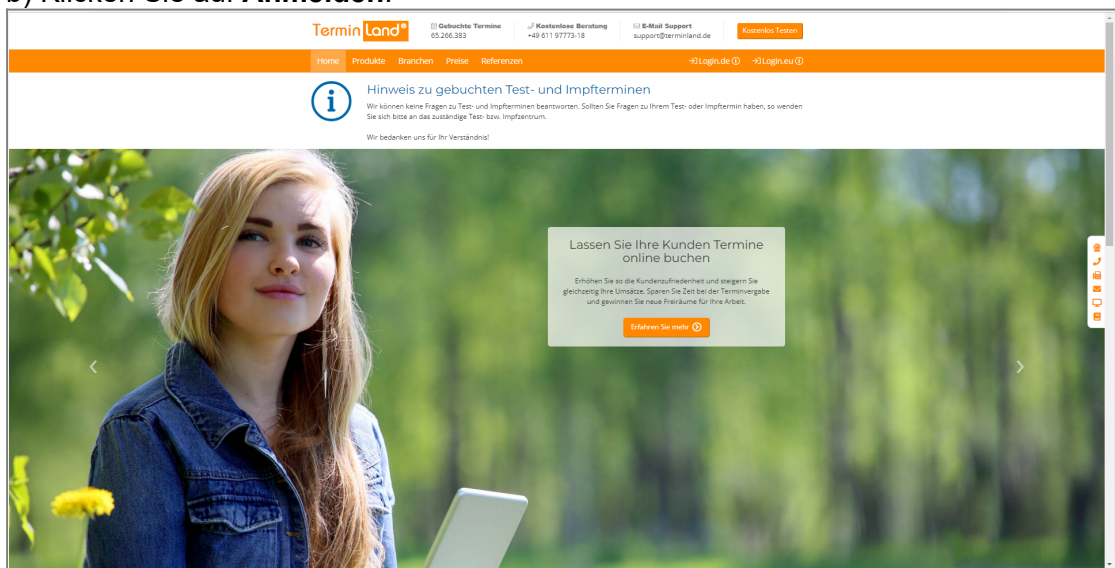 b) Klicken Sie auf Anmelden.
Termin Land®
Gebuchte Termine
65.266.383
Kostenlose Beratung
+49 611 97773-18
E-Mail Support
support@terminland.de
Kostenlos Testen
Home Produkte Branchen Preise Referenzen Login.de Login.eu
Hinweis zu gebuchten Test- und Impfterminen
Wir können keine Fragen zu Test- und Impfterminen beantworten. Sollten Sie Fragen zu Ihrem Test- oder Impftermin haben, so wenden
Sie sich bitte an das zuständige Test- bzw. Impfzentrum.
Wir bedanken uns für Ihr Verständnis!
Lassen Sie Ihre Kunden Termine
online buchen
Erhöhen Sie so die Kundenzufriedenheit und steigern Sie
gleichzeitig Ihre Umsätze. Sparen Sie Zeit bei der Terminvergabe
und gewinnen Sie neue Freiräume für Ihre Arbeit.
Erfahren Sie mehr